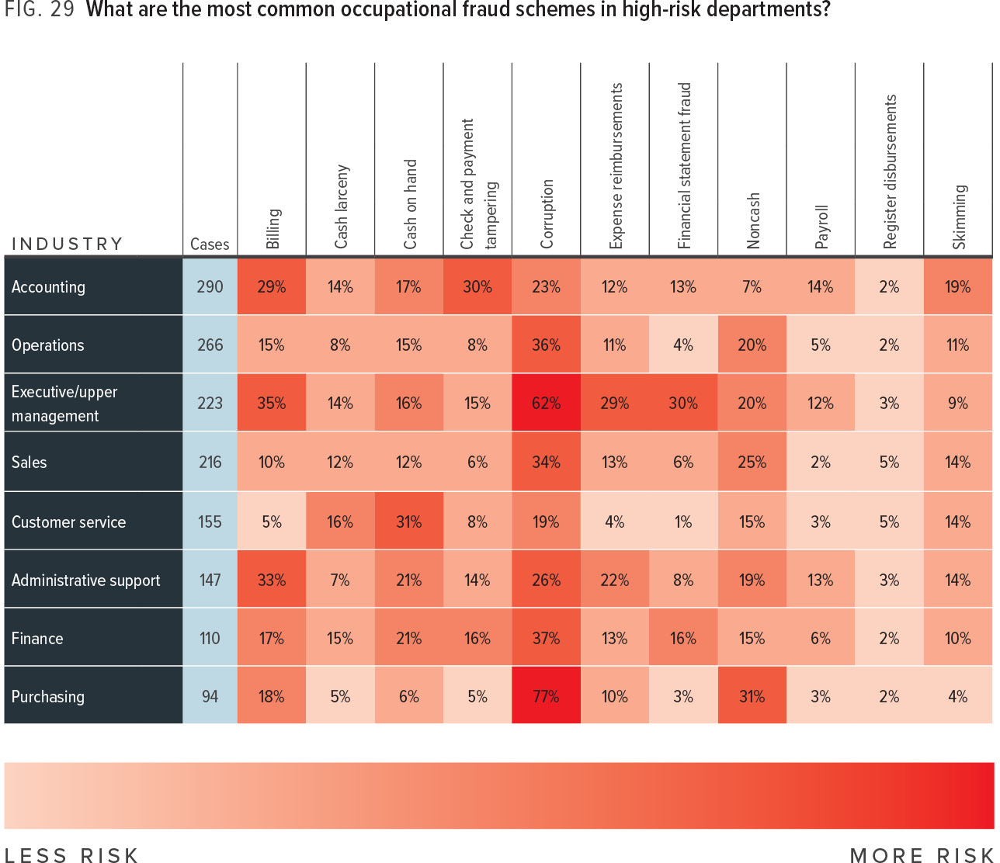 FIG. 29 What are the most common occupational fraud schemes in high-risk departments?
INDUSTRY Cases Billing Cash larceny Cash on hand Check and payment tampering Corruption Expense reimbursements Financial statement fraud Noncash Payroll Register disbursements Skimming
Accounting 290 29% 14% 17% 30% 23% 12% 13% 7% 14% 2% 19%
Operations 266 15% 8% 15% 8% 36% 11% 4% 20% 5% 2% 11%
Executive/upper
management 223 35% 14% 16% 15% 62% 29% 30% 20% 12% 3% 9%
Sales 216 10% 12% 12% 6% 34% 13% 6% 25% 2% 5% 14%
Customer service 155 5% 16% 31% 8% 19% 4% 1% 15% 3% 5% 14%
Administrative support 147 33% 7% 21% 14% 26% 22% 8% 19% 13% 3% 14%
Finance 110 17% 15% 21% 16% 37% 13% 16% 15% 6% 2% 10%
Purchasing 94 18% 5% 6% 5% 77% 10% 3% 31% 3% 2% 4%
LESS RISK MORE RISK